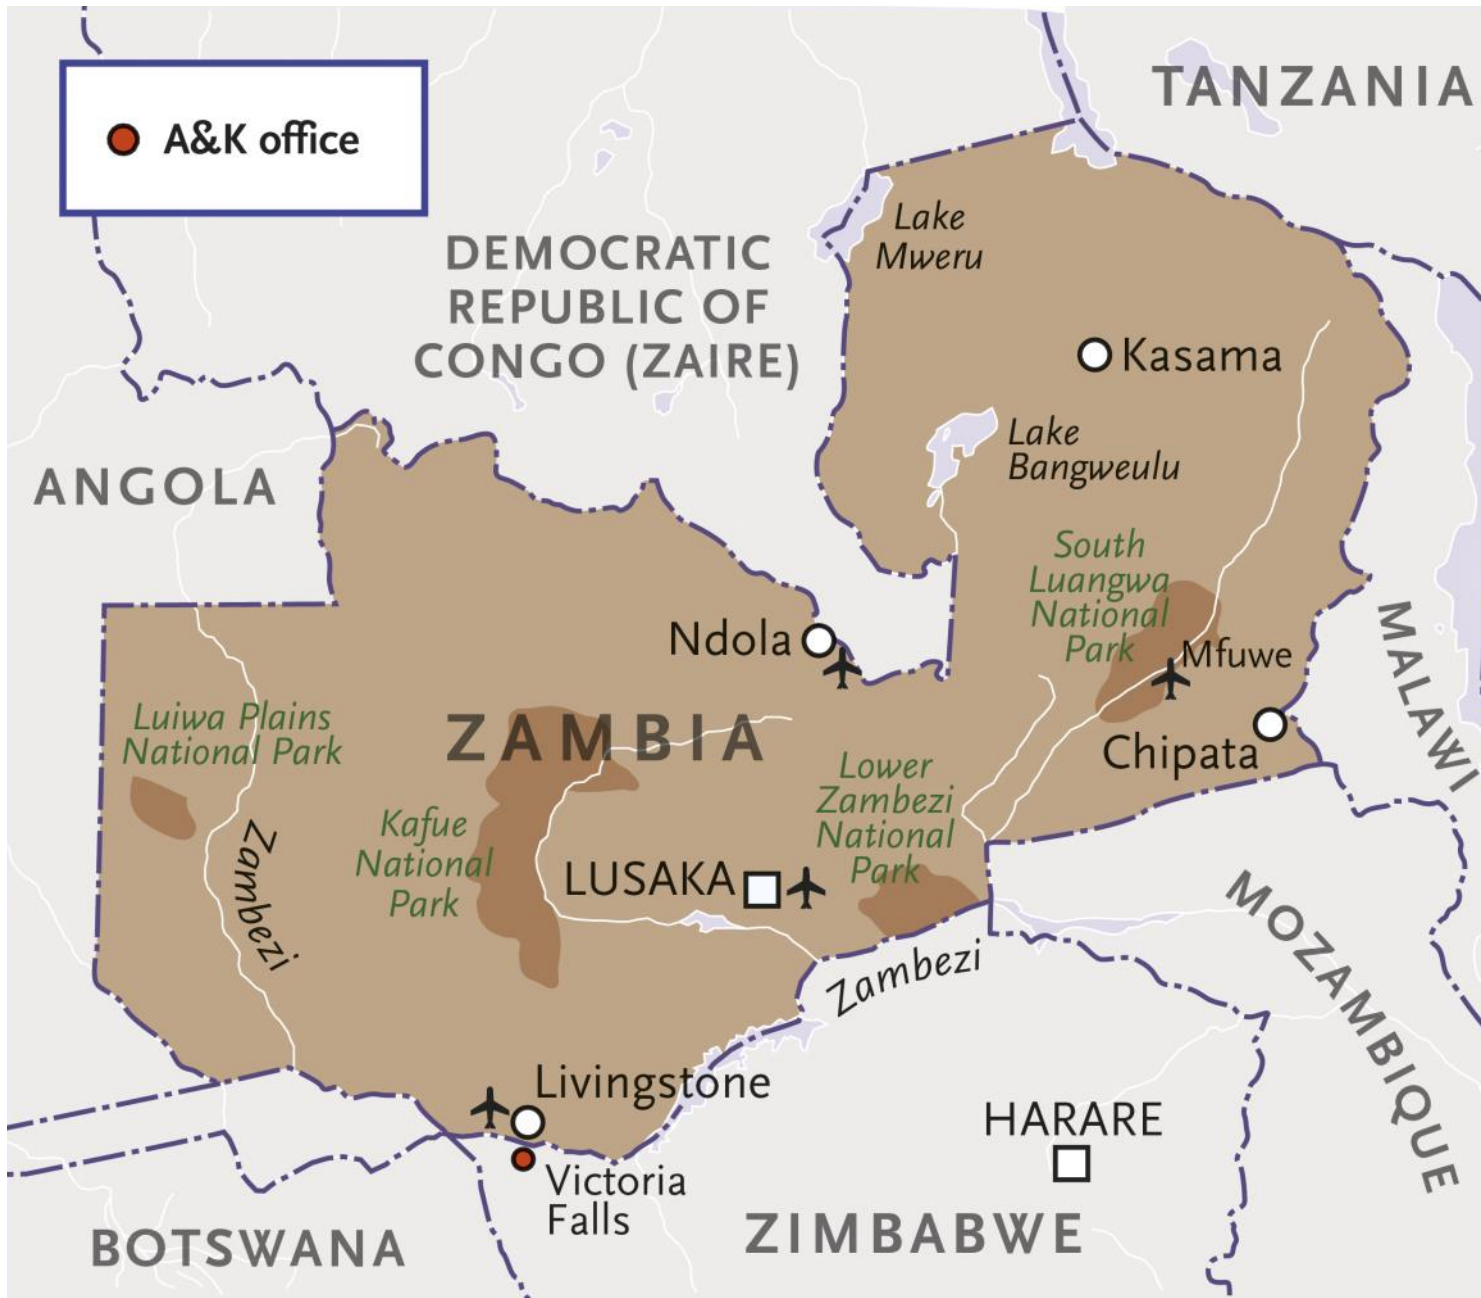 A&K office
TANZANIA
Lake
Mweru
DEMOCRATIC
REPUBLIC OF
CONGO (ZAIRE)
Kasama
Lake
Bangweulu
ANGOLA
South
Luangwa
National
Park
Ndola
Mfuwe
MALAWI
Luiwa Plains
National Park
ZAMBIA
Chipata
Lower
Zambezi
National
Park
Kafue
National
Park
Zambezi
LUSAKA
MOZAMBIQUE
Zambezi
Livingstone
HARARE
Victoria
Falls
BOTSWANA
ZIMBABWE